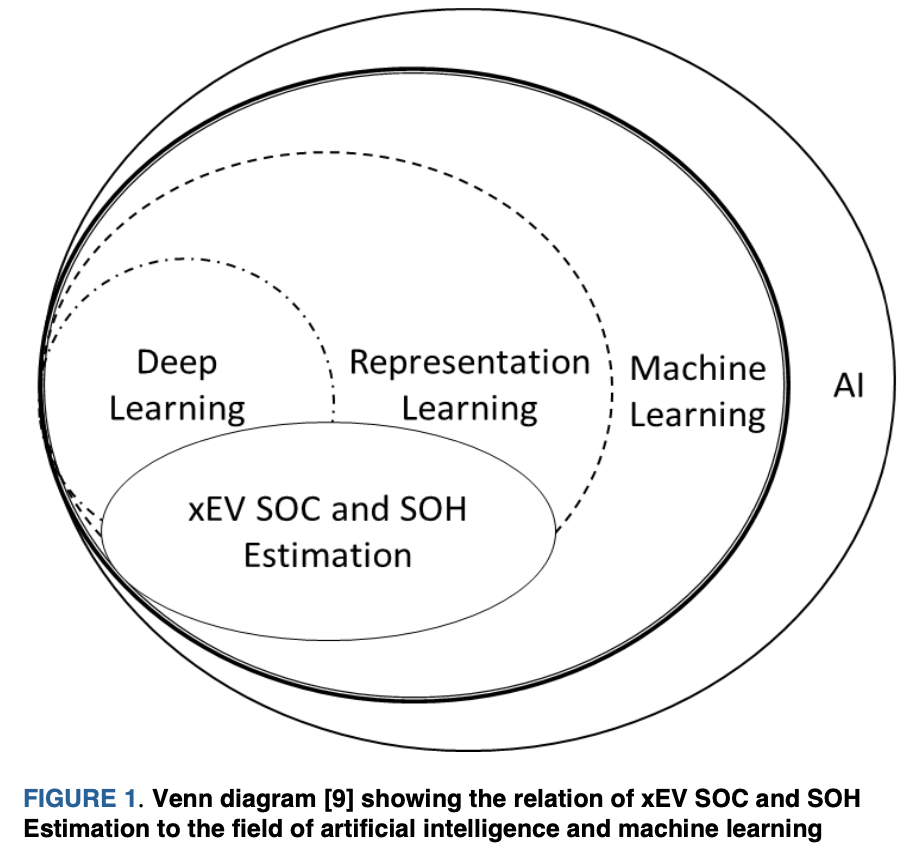 Deep
Learning
Representation
Learning
Machine
Learning
AI
xEV SOC and SOH
Estimation
FIGURE 1. Venn diagram [9] showing the relation of xEV SOC and SOH
Estimation to the field of artificial intelligence and machine learning